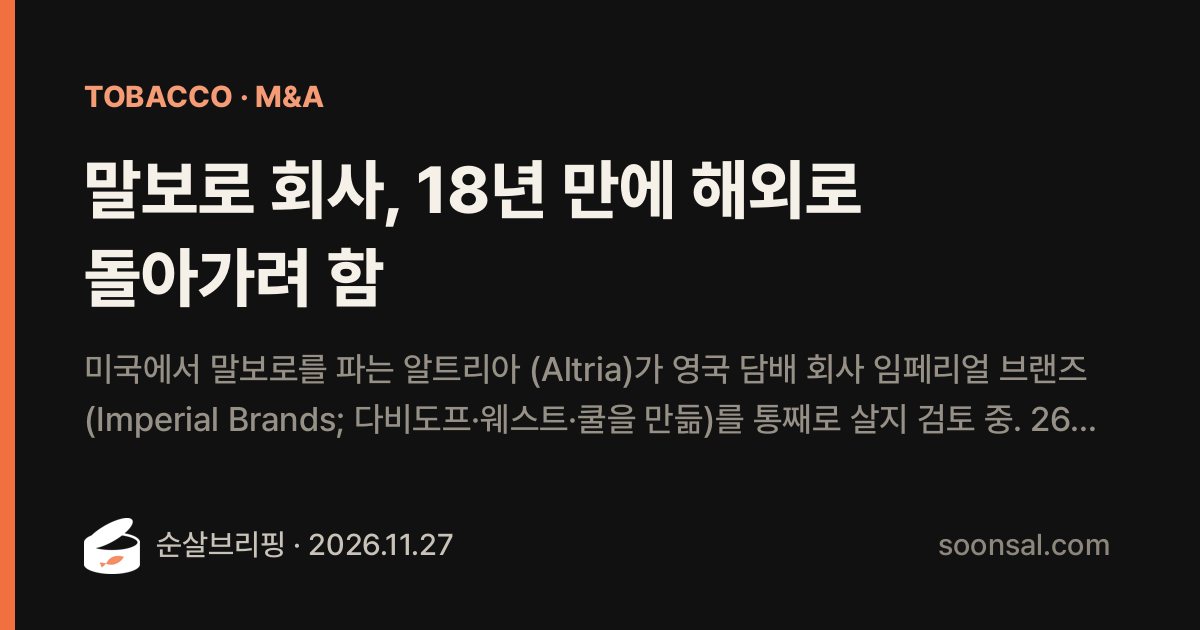 TOBACCO · M&A
말보로 회사, 18년 만에 해외로
돌아가려 함
미국에서 말보로를 파는 알트리아 (Altria)가 영국 담배 회사 임페리얼 브랜즈
(Imperial Brands; 다비도프·웨스트·쿨을 만듦)를 통째로 살지 검토 중. 26…
순살브리핑 · 2026.11.27
soonsal.com